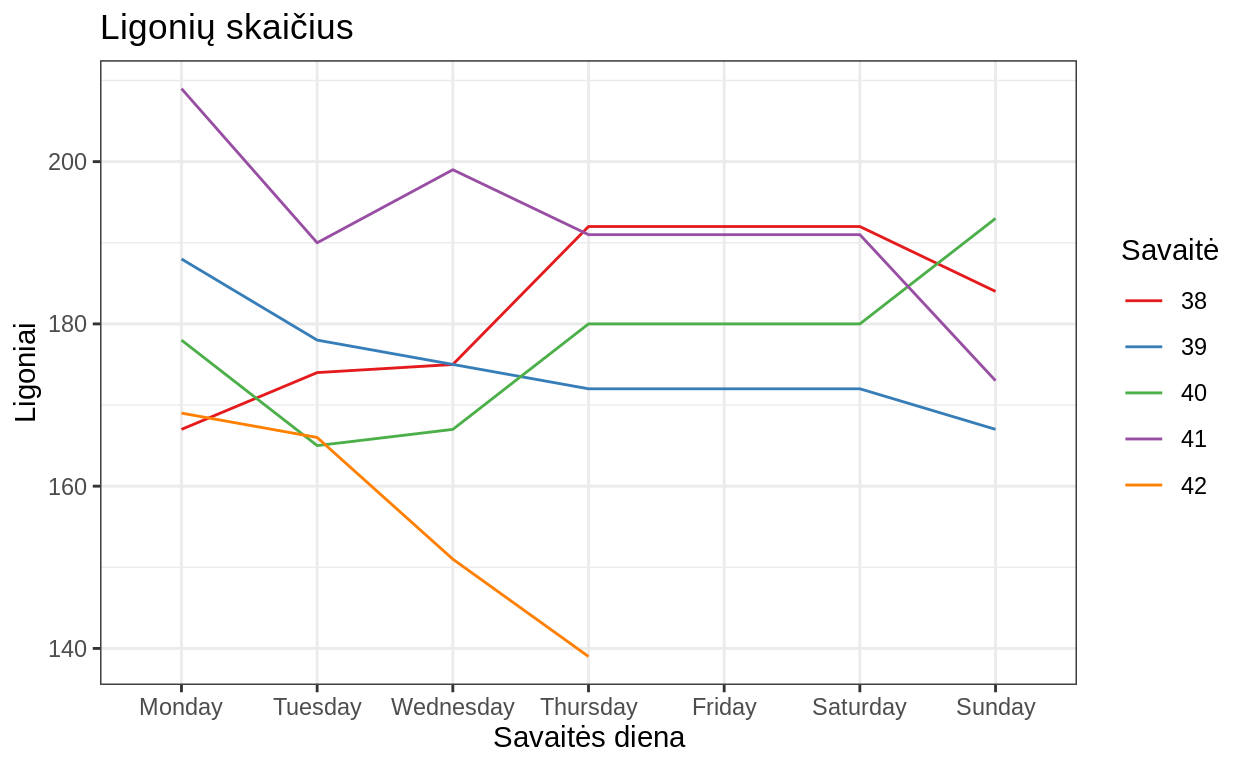 Ligonių skaičius
Ligoniai
200
180
160
140
Monday Tuesday Wednesday Thursday Friday Saturday Sunday
Savaitės diena
Savaitė
38
39
40
41
42